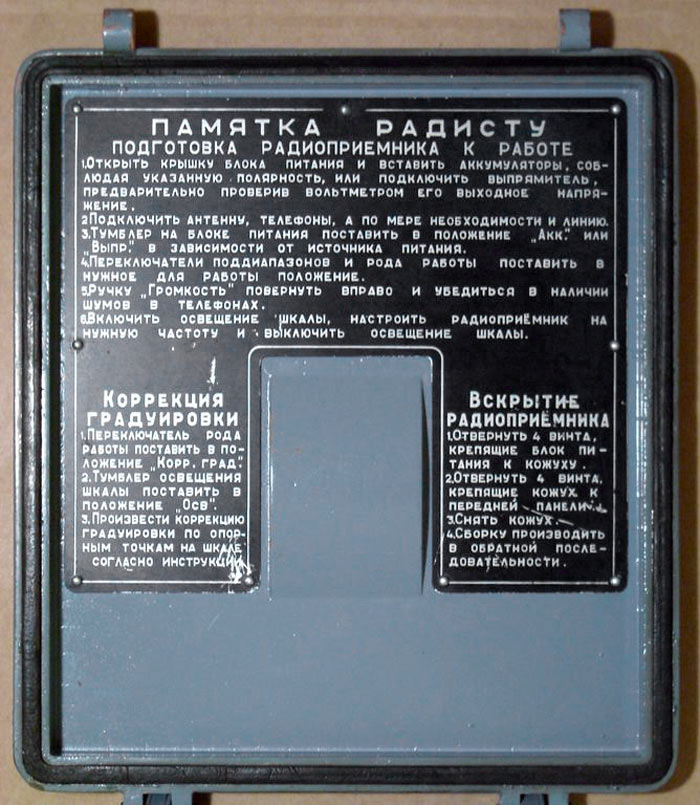 ПАМЯТКА РАДИСТУ
ПОДГОТОВКА РАДИОПРИЕМНИКА К РАБОТЕ
1.Открыть крышку блока питания и вставить аккумуляторы, соб-
людая указанную полярность, или подключить выпрямитель,
предварительно проверив вольтметром его выходное напря-
жение.
2.Подключить антенну, телефоны, а по мере необходимости и линию.
3.Тумблер на блоке питания поставить в положение „Акк." или
„Выпр." в зависимости от источника питания.
4.Переключатели поддиапазонов и рода работы поставить в
нужное для работы положение.
5.Ручку „Громкость" повернуть вправо и убедиться в наличии
шумов в телефонах.
6.Включить освещение шкалы, настроить радиоприёмник на
нужную частоту и выключить освещение шкалы.
Коррекция
градуировки
1.Переключатель рода
работы поставить в по-
ложение „Корр. град."
2.Тумблер освещения
шкалы поставить в
положение „Осв".
3.Произвести коррекцию
градуировки по опор-
ным точкам на шкале
согласно инструкции
Вскрытие
радиоприёмника
1.Отвернуть 4 винта,
крепящие блок пи-
тания к кожуху.
2.Отвернуть 4 винта,
крепящие кожух к
передней панели.
3.Снять кожух.
4.Сборку производить
в обратной после-
довательности.